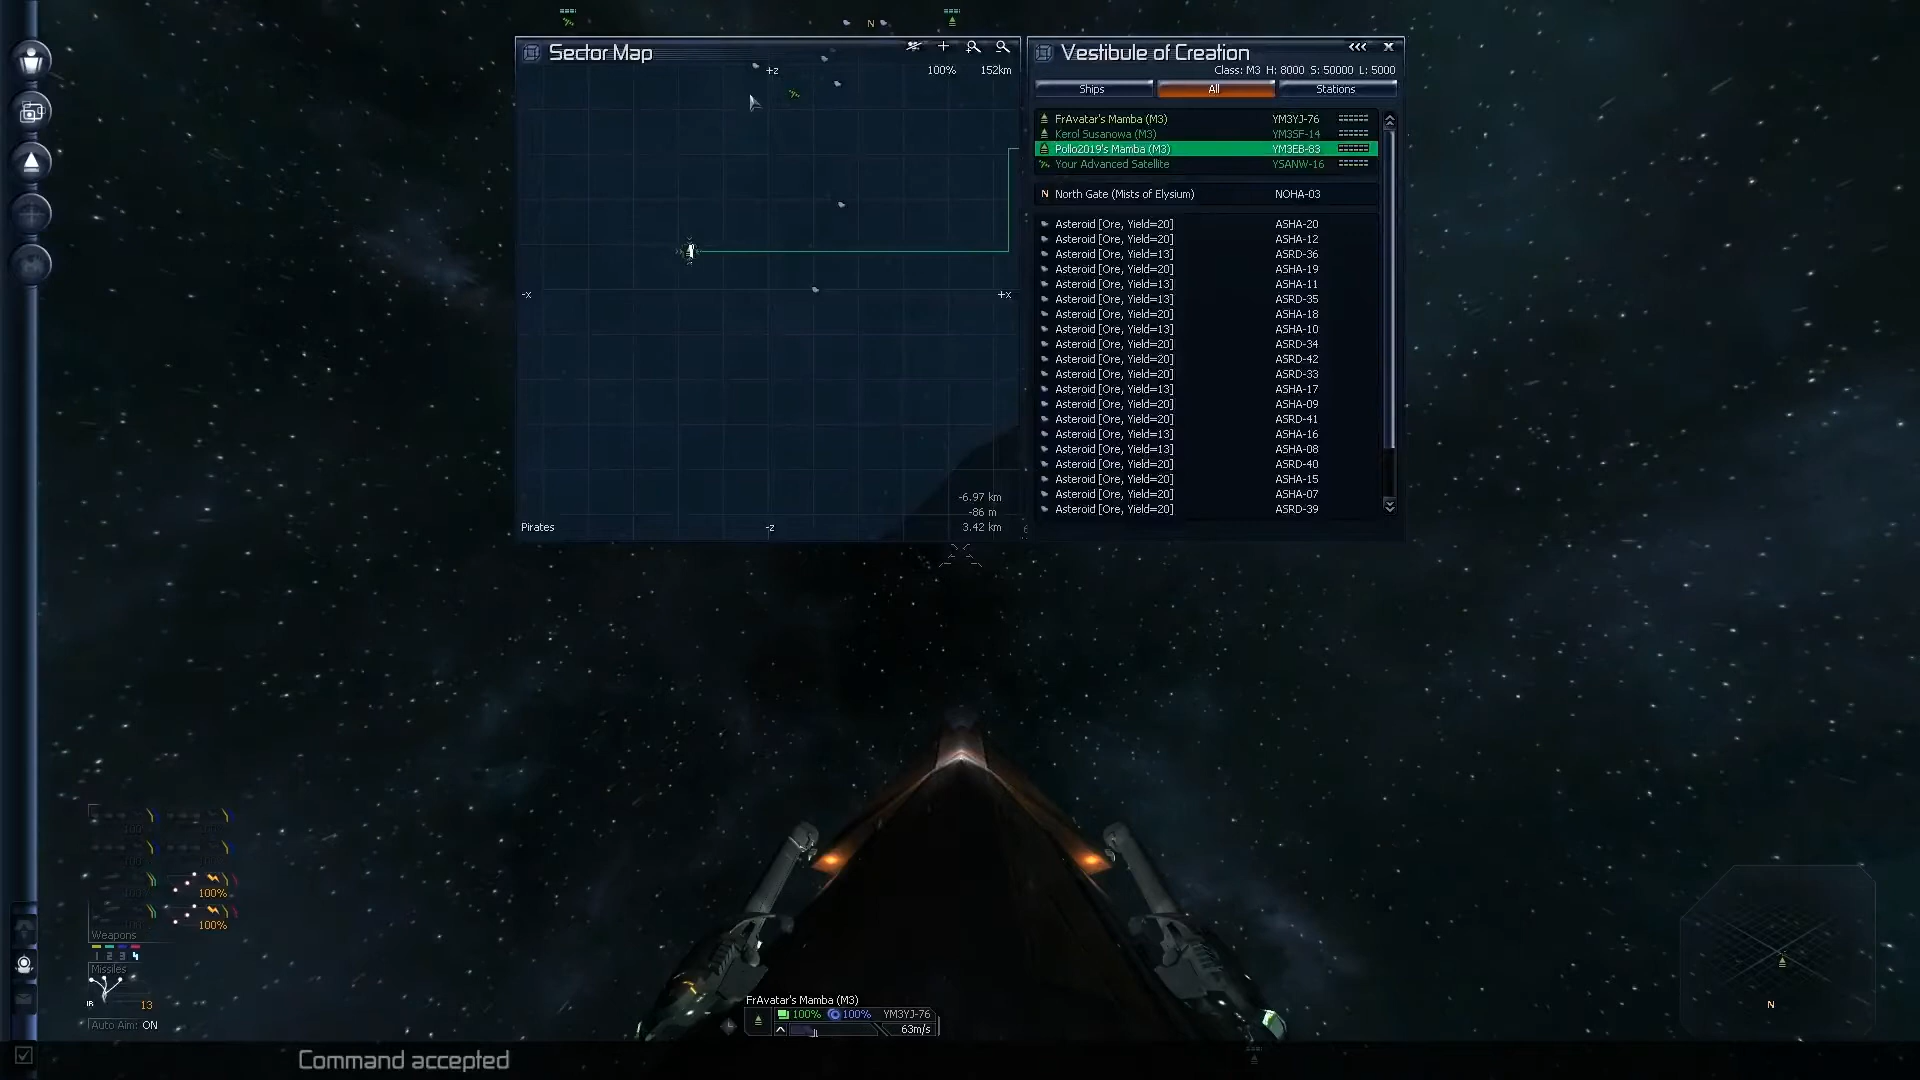 N
Sector Map
+z
100% 152km
-x
+x
-6.97 km
-86 m
3.42 km
Pirates
-z
Vestibule of Creation
Class: M3 H: 8000 S: 50000 L: 5000
Ships All Stations
FrAvatar's Mamba (M3) YM3YJ-76
Kerol Susanowa (M3) YM3SF-14
Pollo2019's Mamba (M3) YM3EB-83
Your Advanced Satellite YSANW-16
N North Gate (Mists of Elysium) NOHA-03
Asteroid [Ore, Yield=20] ASHA-20
Asteroid [Ore, Yield=20] ASHA-12
Asteroid [Ore, Yield=13] ASRD-36
Asteroid [Ore, Yield=20] ASHA-19
Asteroid [Ore, Yield=13] ASHA-11
Asteroid [Ore, Yield=13] ASRD-35
Asteroid [Ore, Yield=20] ASHA-18
Asteroid [Ore, Yield=13] ASHA-10
Asteroid [Ore, Yield=20] ASRD-34
Asteroid [Ore, Yield=20] ASRD-42
Asteroid [Ore, Yield=20] ASRD-33
Asteroid [Ore, Yield=13] ASHA-17
Asteroid [Ore, Yield=20] ASHA-09
Asteroid [Ore, Yield=20] ASRD-41
Asteroid [Ore, Yield=13] ASHA-16
Asteroid [Ore, Yield=13] ASHA-08
Asteroid [Ore, Yield=20] ASRD-40
Asteroid [Ore, Yield=20] ASHA-15
Asteroid [Ore, Yield=20] ASHA-07
Asteroid [Ore, Yield=20] ASRD-39
100%
100%
Weapons
1 2 3 4
Missiles
IR 13
Auto Aim: ON
FrAvatar's Mamba (M3)
100% 100% YM3YJ-76
63m/s
N
Command accepted